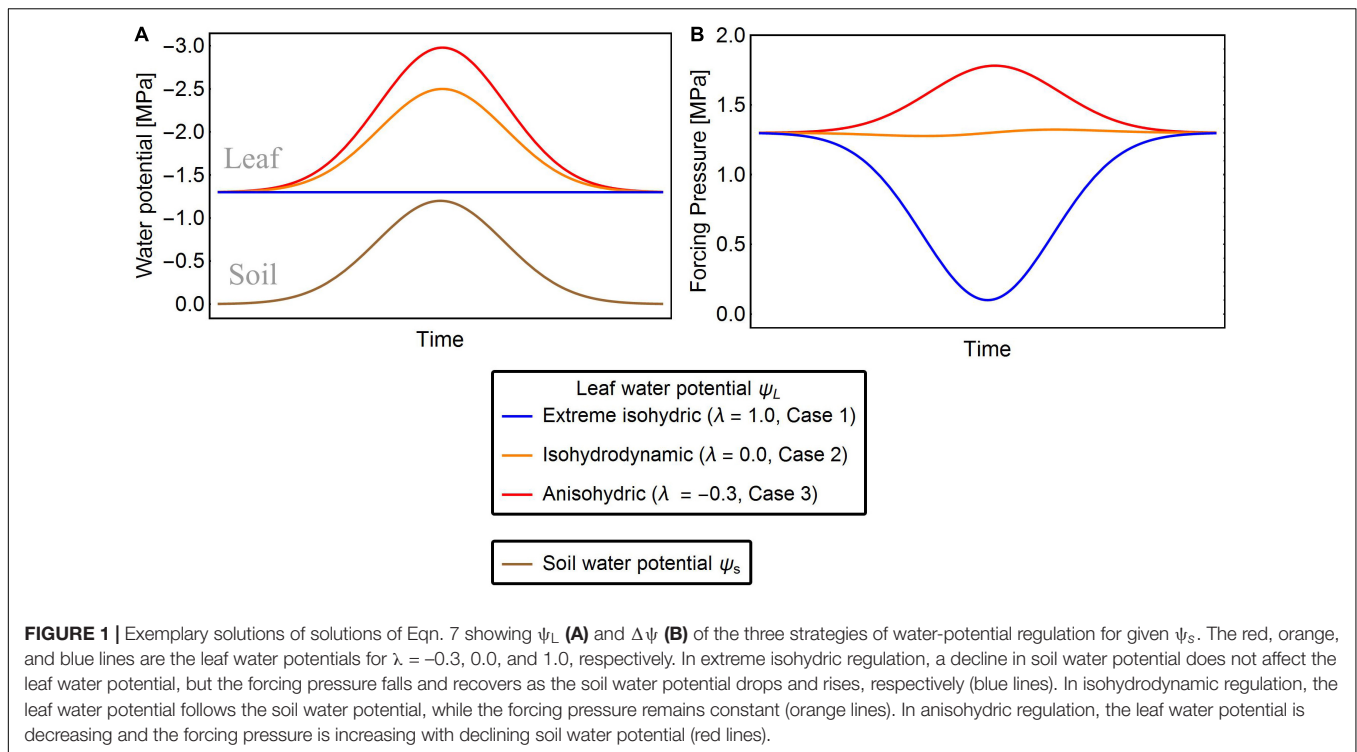 A
−3.0
−2.5
−2.0
−1.5
−1.0
−0.5
0.0
Water potential [MPa]
Leaf
Soil
Time
B
2.0
1.5
1.0
0.5
0.0
Forcing Pressure [MPa]
Time
Leaf water potential ψL
Extreme isohydric (λ = 1.0, Case 1)
Isohydrodynamic (λ = 0.0, Case 2)
Anisohydric (λ = −0.3, Case 3)
Soil water potential ψs
FIGURE 1 | Exemplary solutions of solutions of Eqn. 7 showing ψL (A) and Δψ (B) of the three strategies of water-potential regulation for given ψs. The red, orange,
and blue lines are the leaf water potentials for λ = –0.3, 0.0, and 1.0, respectively. In extreme isohydric regulation, a decline in soil water potential does not affect the
leaf water potential, but the forcing pressure falls and recovers as the soil water potential drops and rises, respectively (blue lines). In isohydrodynamic regulation, the
leaf water potential follows the soil water potential, while the forcing pressure remains constant (orange lines). In anisohydric regulation, the leaf water potential is
decreasing and the forcing pressure is increasing with declining soil water potential (red lines).